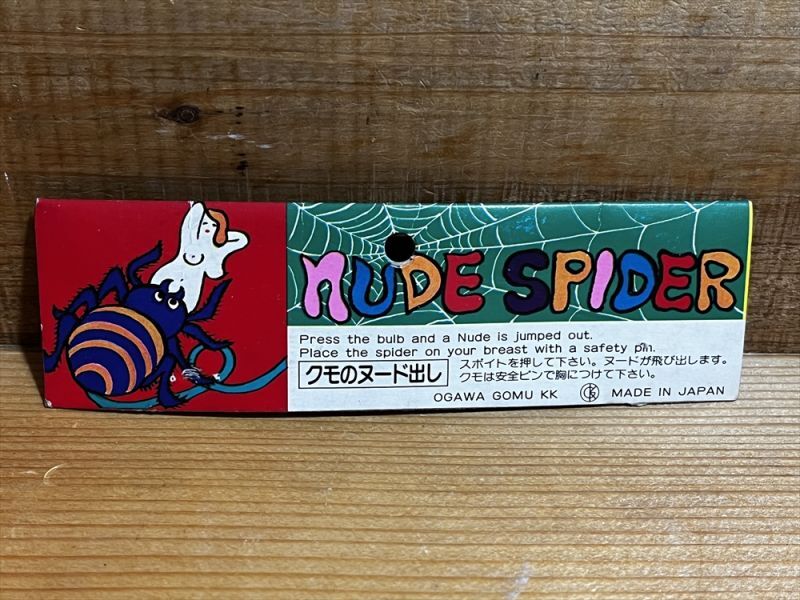 NUDE SPIDER
Press the bulb and a Nude is jumped out.
Place the spider on your breast with a safety pin.
クモのヌード出し
スポイトを押して下さい。ヌードが飛び出します。
クモは安全ピンで胸につけて下さい。
OGAWA GOMU KK
MADE IN JAPAN